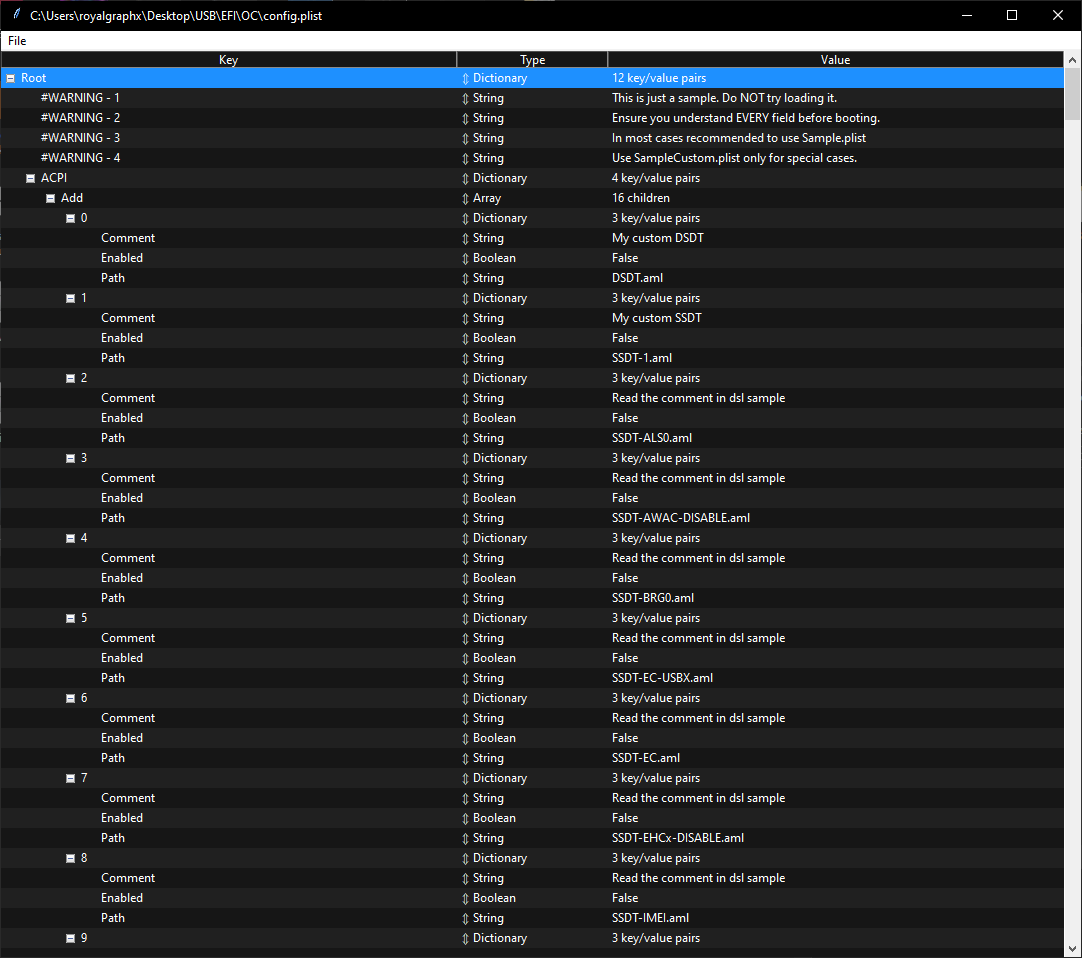 C:\Users\royalgraphx\Desktop\USB\EFI\OC\config.plist
File
Key Type Value
Root Dictionary 12 key/value pairs
#WARNING - 1 String This is just a sample. Do NOT try loading it.
#WARNING - 2 String Ensure you understand EVERY field before booting.
#WARNING - 3 String In most cases recommended to use Sample.plist
#WARNING - 4 String Use SampleCustom.plist only for special cases.
ACPI Dictionary 4 key/value pairs
Add Array 16 children
0 Dictionary 3 key/value pairs
Comment String My custom DSDT
Enabled Boolean False
Path String DSDT.aml
1 Dictionary 3 key/value pairs
Comment String My custom SSDT
Enabled Boolean False
Path String SSDT-1.aml
2 Dictionary 3 key/value pairs
Comment String Read the comment in dsl sample
Enabled Boolean False
Path String SSDT-ALS0.aml
3 Dictionary 3 key/value pairs
Comment String Read the comment in dsl sample
Enabled Boolean False
Path String SSDT-AWAC-DISABLE.aml
4 Dictionary 3 key/value pairs
Comment String Read the comment in dsl sample
Enabled Boolean False
Path String SSDT-BRG0.aml
5 Dictionary 3 key/value pairs
Comment String Read the comment in dsl sample
Enabled Boolean False
Path String SSDT-EC-USBX.aml
6 Dictionary 3 key/value pairs
Comment String Read the comment in dsl sample
Enabled Boolean False
Path String SSDT-EC.aml
7 Dictionary 3 key/value pairs
Comment String Read the comment in dsl sample
Enabled Boolean False
Path String SSDT-EHCx-DISABLE.aml
8 Dictionary 3 key/value pairs
Comment String Read the comment in dsl sample
Enabled Boolean False
Path String SSDT-IMEI.aml
9 Dictionary 3 key/value pairs